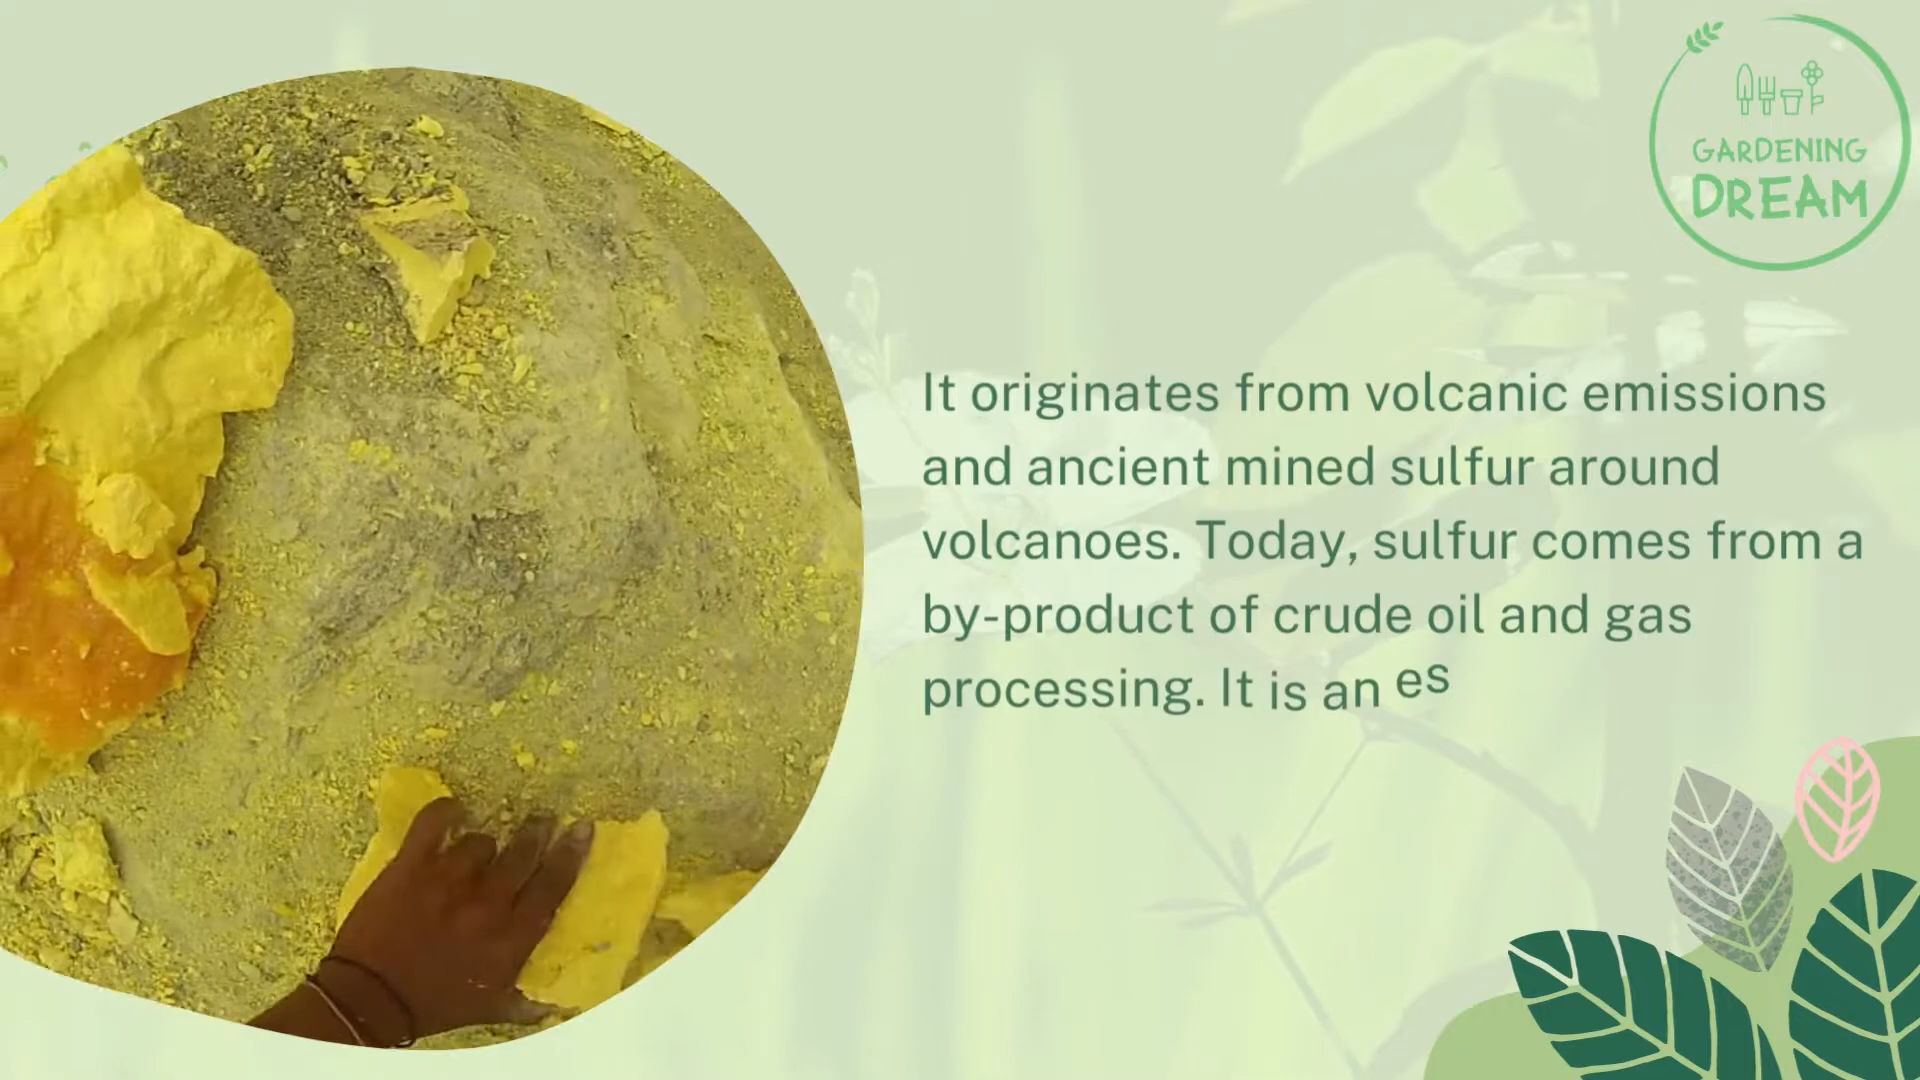 GARDENING
DREAM
It originates from volcanic emissions
and ancient mined sulfur around
volcanoes. Today, sulfur comes from a
by-product of crude oil and gas
processing. It is an es